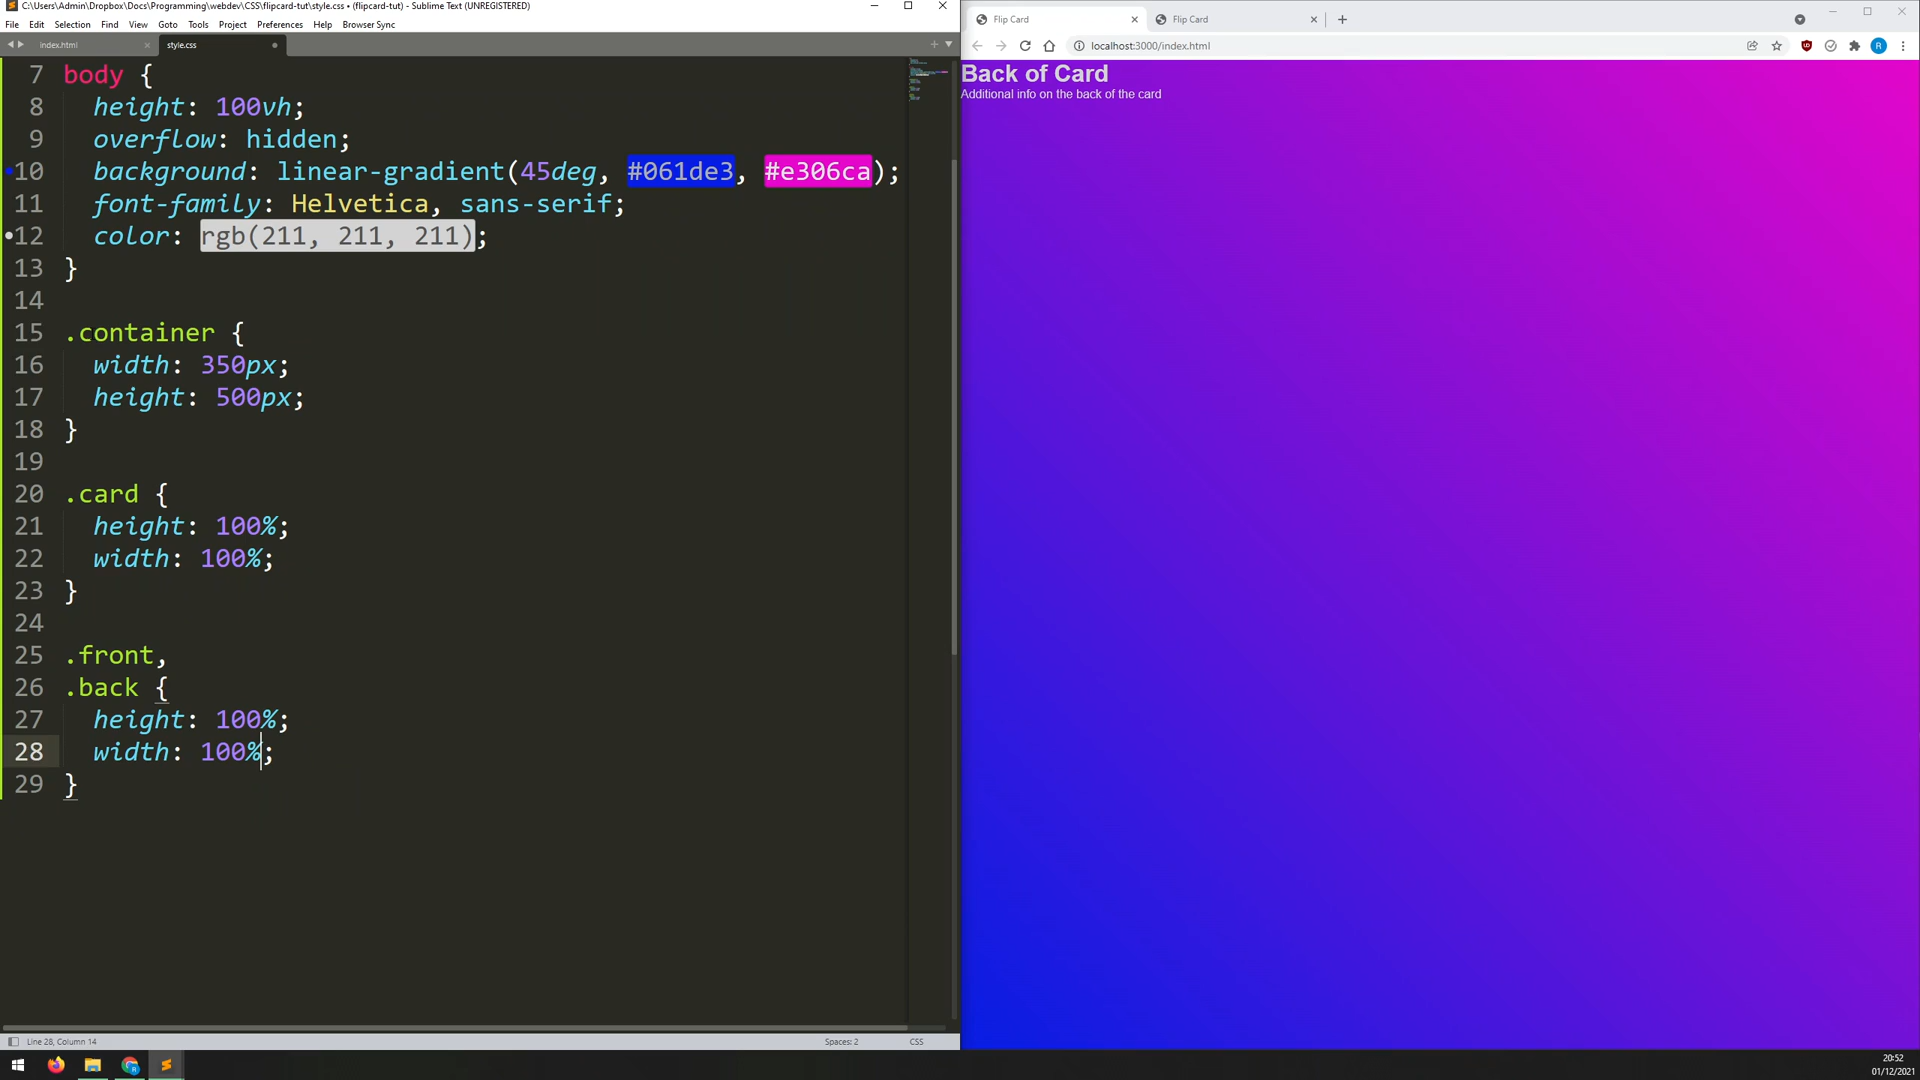 C:\Users\Admin\Dropbox\Docs\Programming\webdev\CSS\flipcard-tut\style.css • (flipcard-tut) - Sublime Text (UNREGISTERED)
File Edit Selection Find View Goto Tools Project Preferences Help Browser Sync
index.html
style.css
7 body {
8 height: 100vh;
9 overflow: hidden;
10 background: linear-gradient(45deg, #061de3, #e306ca);
11 font-family: Helvetica, sans-serif;
12 color: rgb(211, 211, 211);
13 }
14
15 .container {
16 width: 350px;
17 height: 500px;
18 }
19
20 .card {
21 height: 100%;
22 width: 100%;
23 }
24
25 .front,
26 .back {
27 height: 100%;
28 width: 100%;
29 }
Line 28, Column 14
Spaces: 2
CSS
Flip Card
Flip Card
localhost:3000/index.html
R
Back of Card
Additional info on the back of the card
20:52
01/12/2021